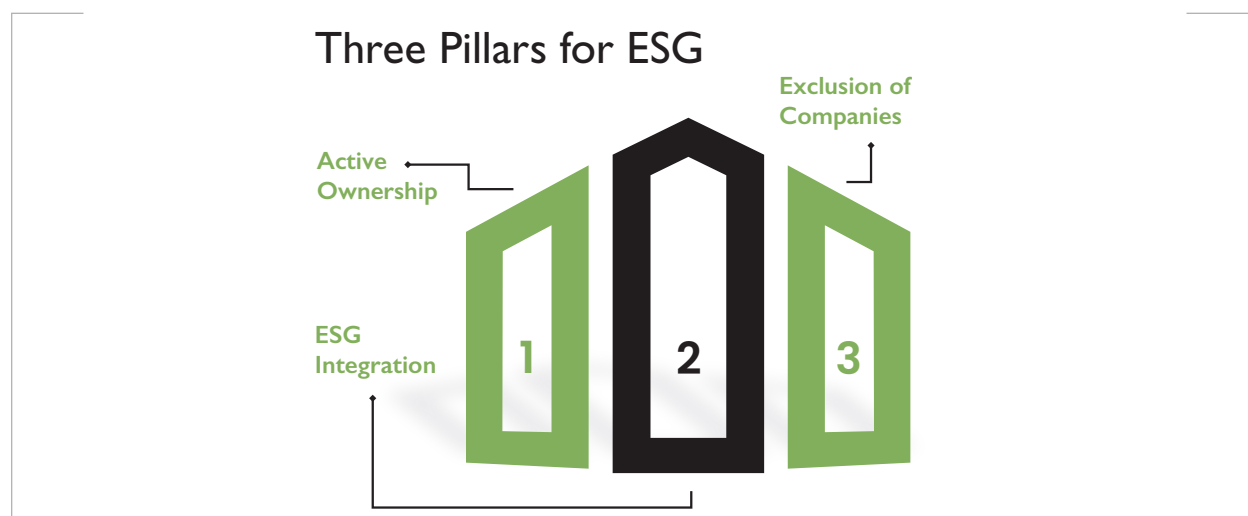 Three Pillars for ESG
Exclusion of
Companies
Active
Ownership
ESG
Integration
1
2
3